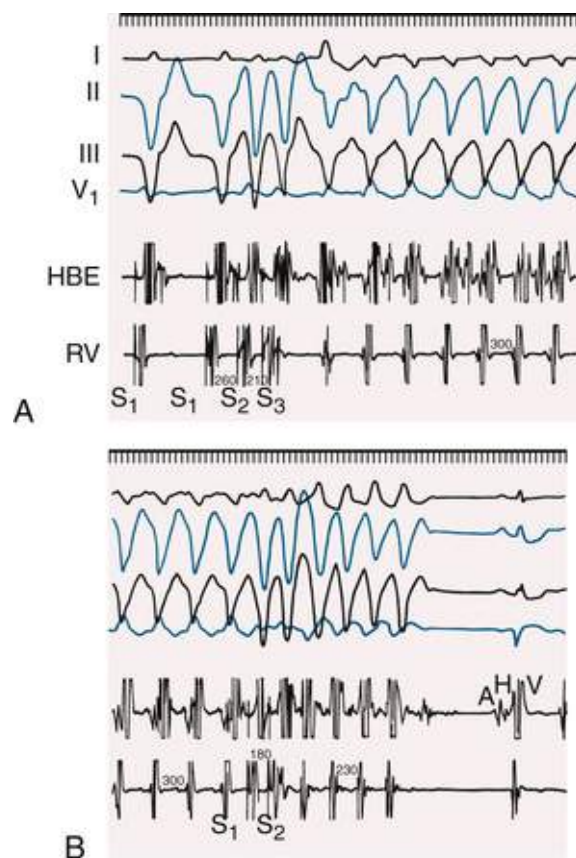 I
II
III
V1
HBE
RV
300
260 210
S1 S1 S2 S3
A
A H V
180
300 230
S1 S2
B